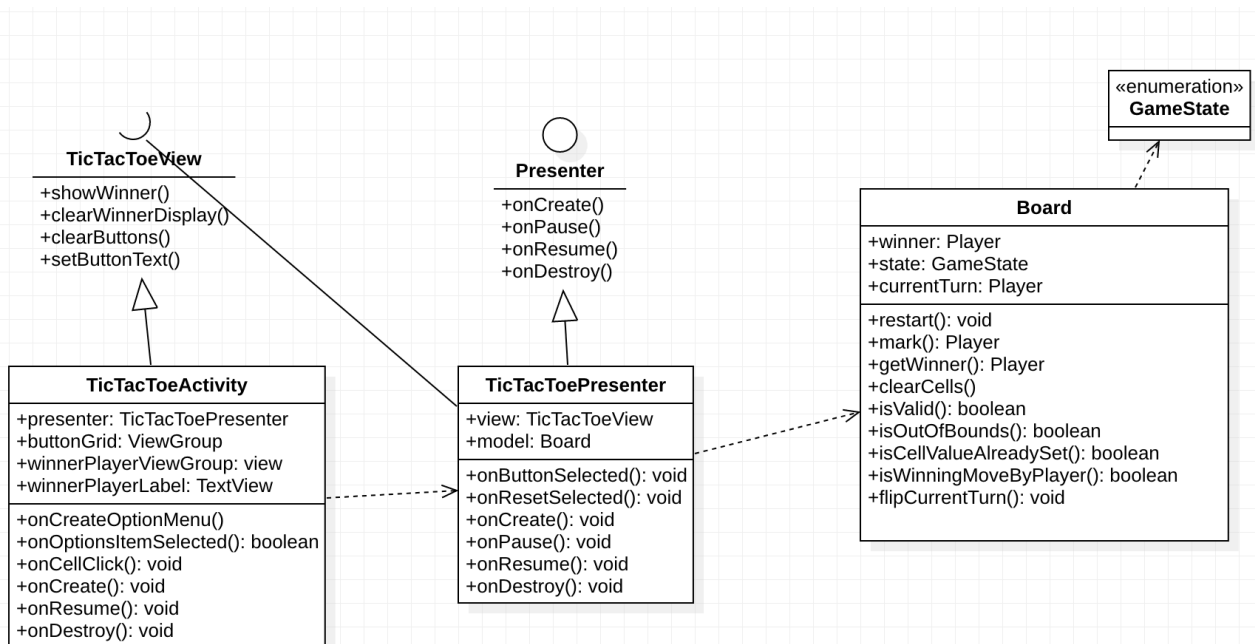 «enumeration»
GameState
TicTacToeView
+showWinner()
+clearWinnerDisplay()
+clearButtons()
+setButtonText()
Presenter
+onCreate()
+onPause()
+onResume()
+onDestroy()
Board
+winner: Player
+state: GameState
+currentTurn: Player
+restart(): void
+mark(): Player
+getWinner(): Player
+clearCells()
+isValid(): boolean
+isOutOfBounds(): boolean
+isCellValueAlreadySet(): boolean
+isWinningMoveByPlayer(): boolean
+flipCurrentTurn(): void
TicTacToeActivity
+presenter: TicTacToePresenter
+buttonGrid: ViewGroup
+winnerPlayerViewGroup: view
+winnerPlayerLabel: TextView
+onCreateOptionMenu()
+onOptionsItemSelected(): boolean
+onCellClick(): void
+onCreate(): void
+onResume(): void
+onDestroy(): void
TicTacToePresenter
+view: TicTacToeView
+model: Board
+onButtonSelected(): void
+onResetSelected(): void
+onCreate(): void
+onPause(): void
+onResume(): void
+onDestroy(): void